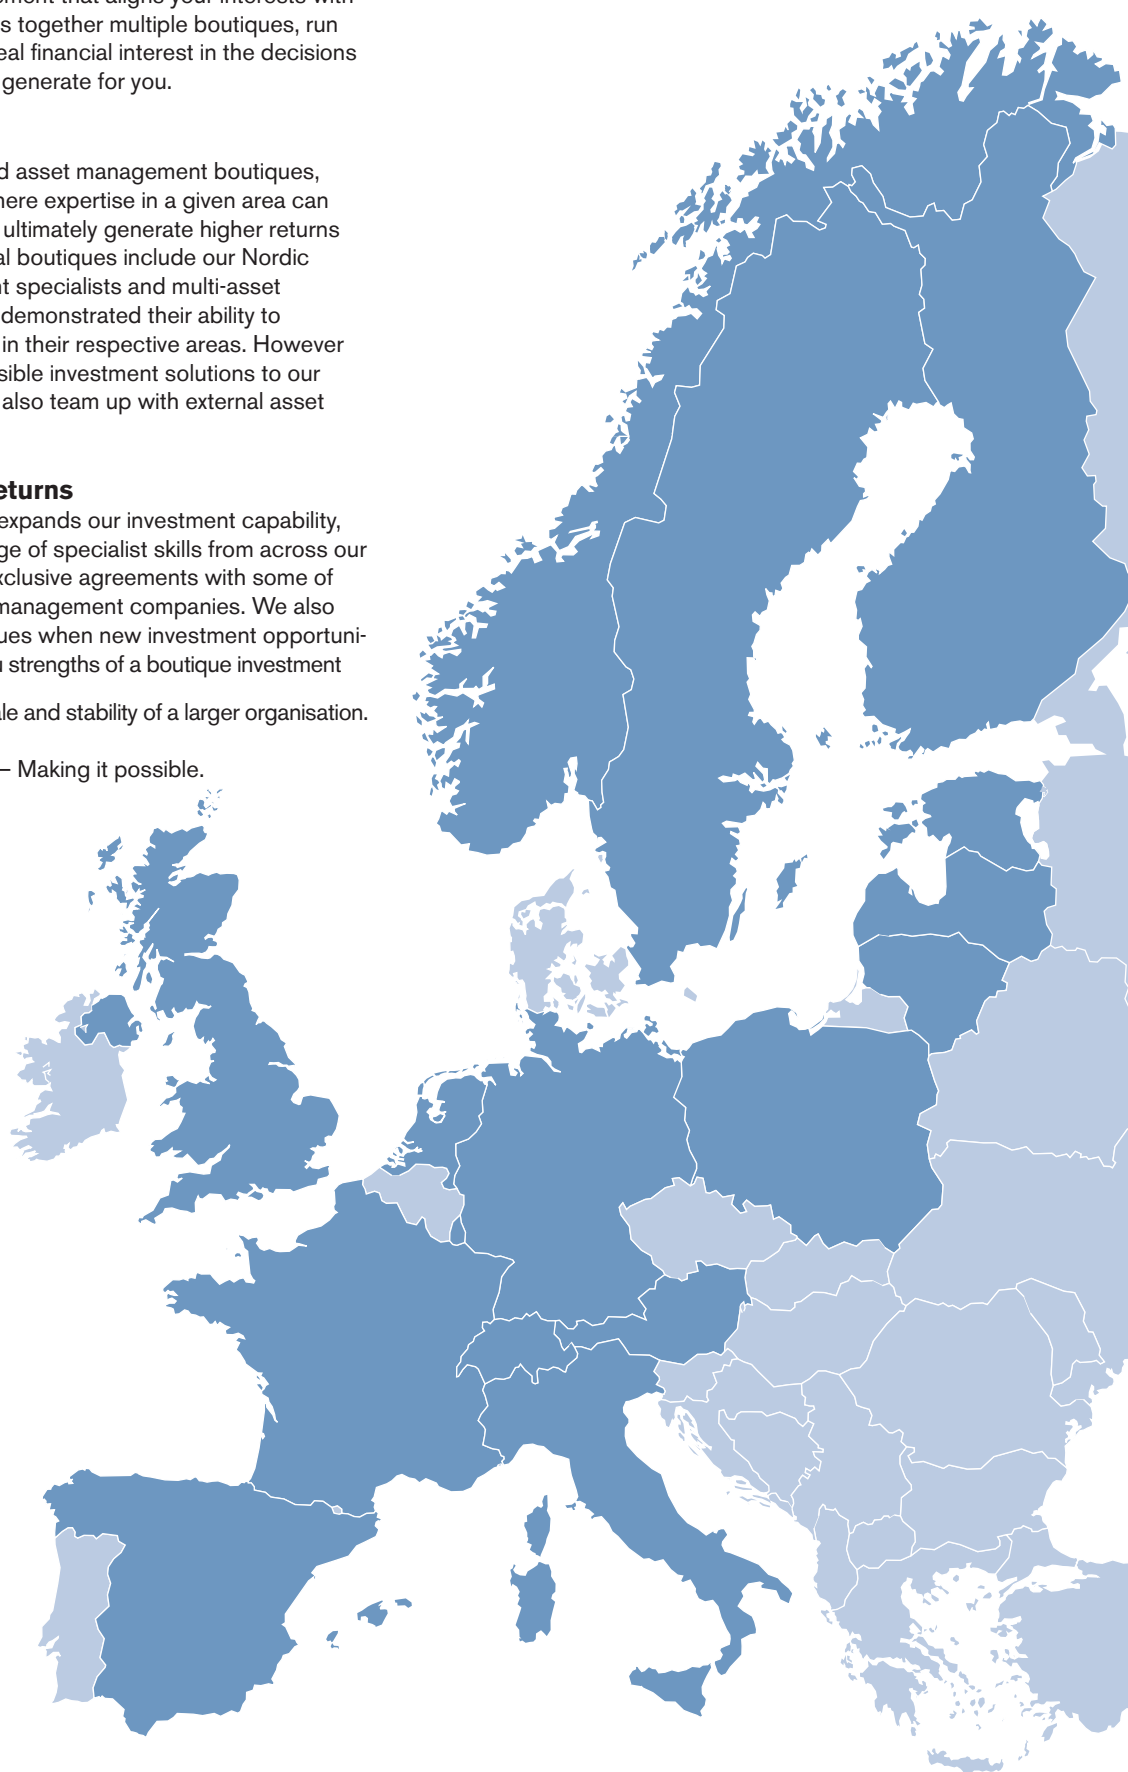 ement that aligns your interests with
s together multiple boutiques, run
eal financial interest in the decisions
generate for you.
d asset management boutiques,
here expertise in a given area can
ultimately generate higher returns
al boutiques include our Nordic
nt specialists and multi-asset
demonstrated their ability to
in their respective areas. However
sible investment solutions to our
also team up with external asset
eturns
expands our investment capability,
ge of specialist skills from across our
xclusive agreements with some of
management companies. We also
ues when new investment opportuni-
u strengths of a boutique investment
ale and stability of a larger organisation.
– Making it possible.